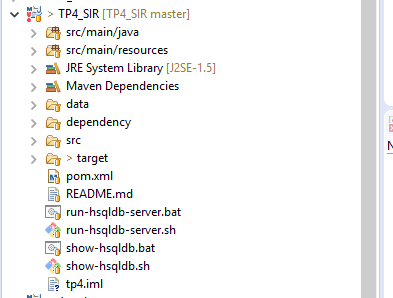 > TP4_SIR [TP4_SIR master]
src/main/java
src/main/resources
JRE System Library [J2SE-1.5]
Maven Dependencies
data
dependency
src
> target
pom.xml
README.md
run-hsqldb-server.bat
run-hsqldb-server.sh
show-hsqldb.bat
show-hsqldb.sh
tp4.iml